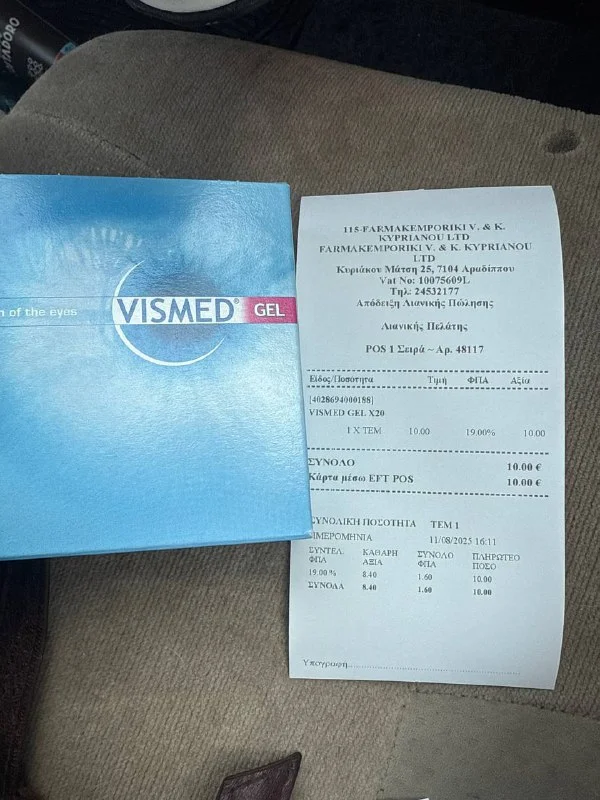 TADORO
n of the eyes
VISMED® GEL
115-FARMAKEMPORIKI V. & K.
KYPRIANOU LTD
FARMAKEMPORIKI V. & K. KYPRIANOU
LTD
Κυριάκου Μάτση 25, 7104 Αραδίππου
Vat No: 10075609L
Τηλ: 24532177
Απόδειξη Λιανικής Πώλησης
Λιανικής Πελάτης
POS 1 Σειρά ~ Αρ. 48117
Είδος/Ποσότητα Τιμή ΦΠΑ Αξία
[4028694000188]
VISMED GEL X20
1 X TEM 10.00 19.00% 10.00
ΣΥΝΟΛΟ 10.00 €
Κάρτα μέσω EFT POS 10.00 €
ΣΥΝΟΛΙΚΗ ΠΟΣΟΤΗΤΑ ΤΕΜ 1
ΗΜΕΡΟΜΗΝΙΑ 11/08/2025 16:11
ΣΥΝΤΕΛ. ΚΑΘΑΡΗ ΣΥΝΟΛΟ ΠΛΗΡΩΤΕΟ
ΦΠΑ ΑΞΙΑ ΦΠΑ ΠΟΣΟ
19.00 % 8.40 1.60 10.00
ΣΥΝΟΛΑ 8.40 1.60 10.00
Υπογραφη